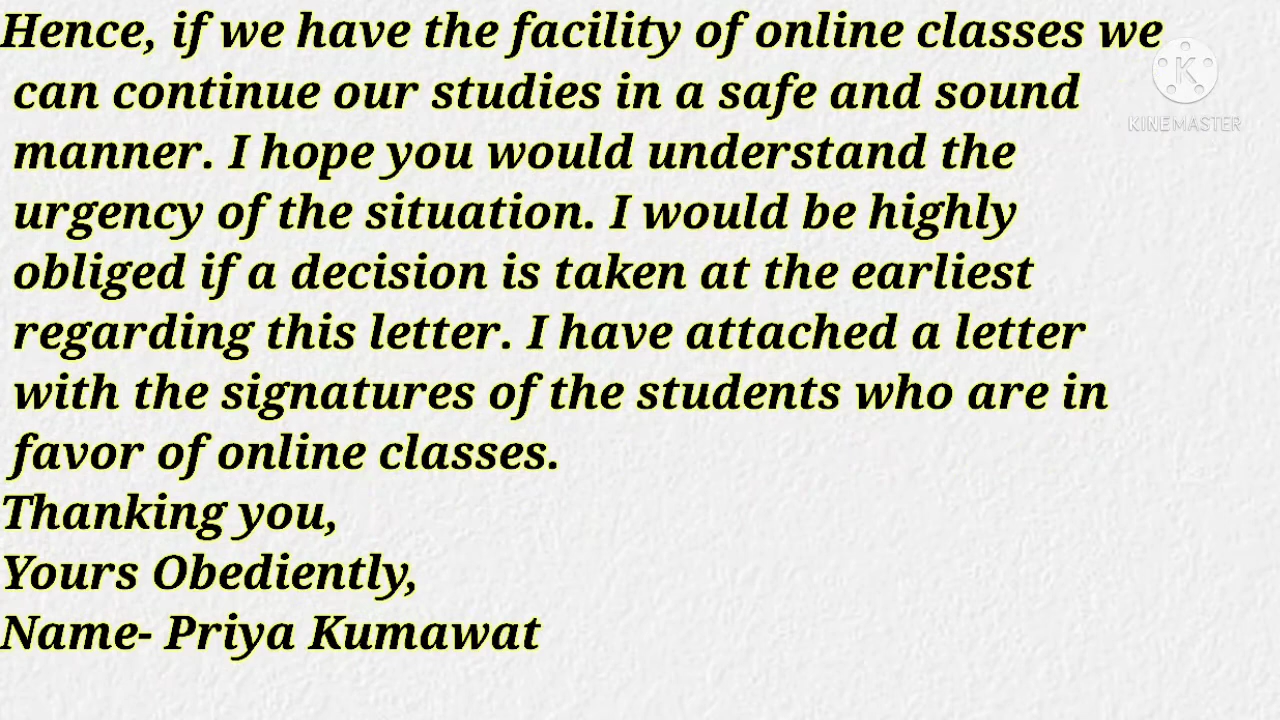 Hence, if we have the facility of online classes we
can continue our studies in a safe and sound
manner. I hope you would understand the
urgency of the situation. I would be highly
obliged if a decision is taken at the earliest
regarding this letter. I have attached a letter
with the signatures of the students who are in
favor of online classes.
Thanking you,
Yours Obediently,
Name- Priya Kumawat
K
KINEMASTER